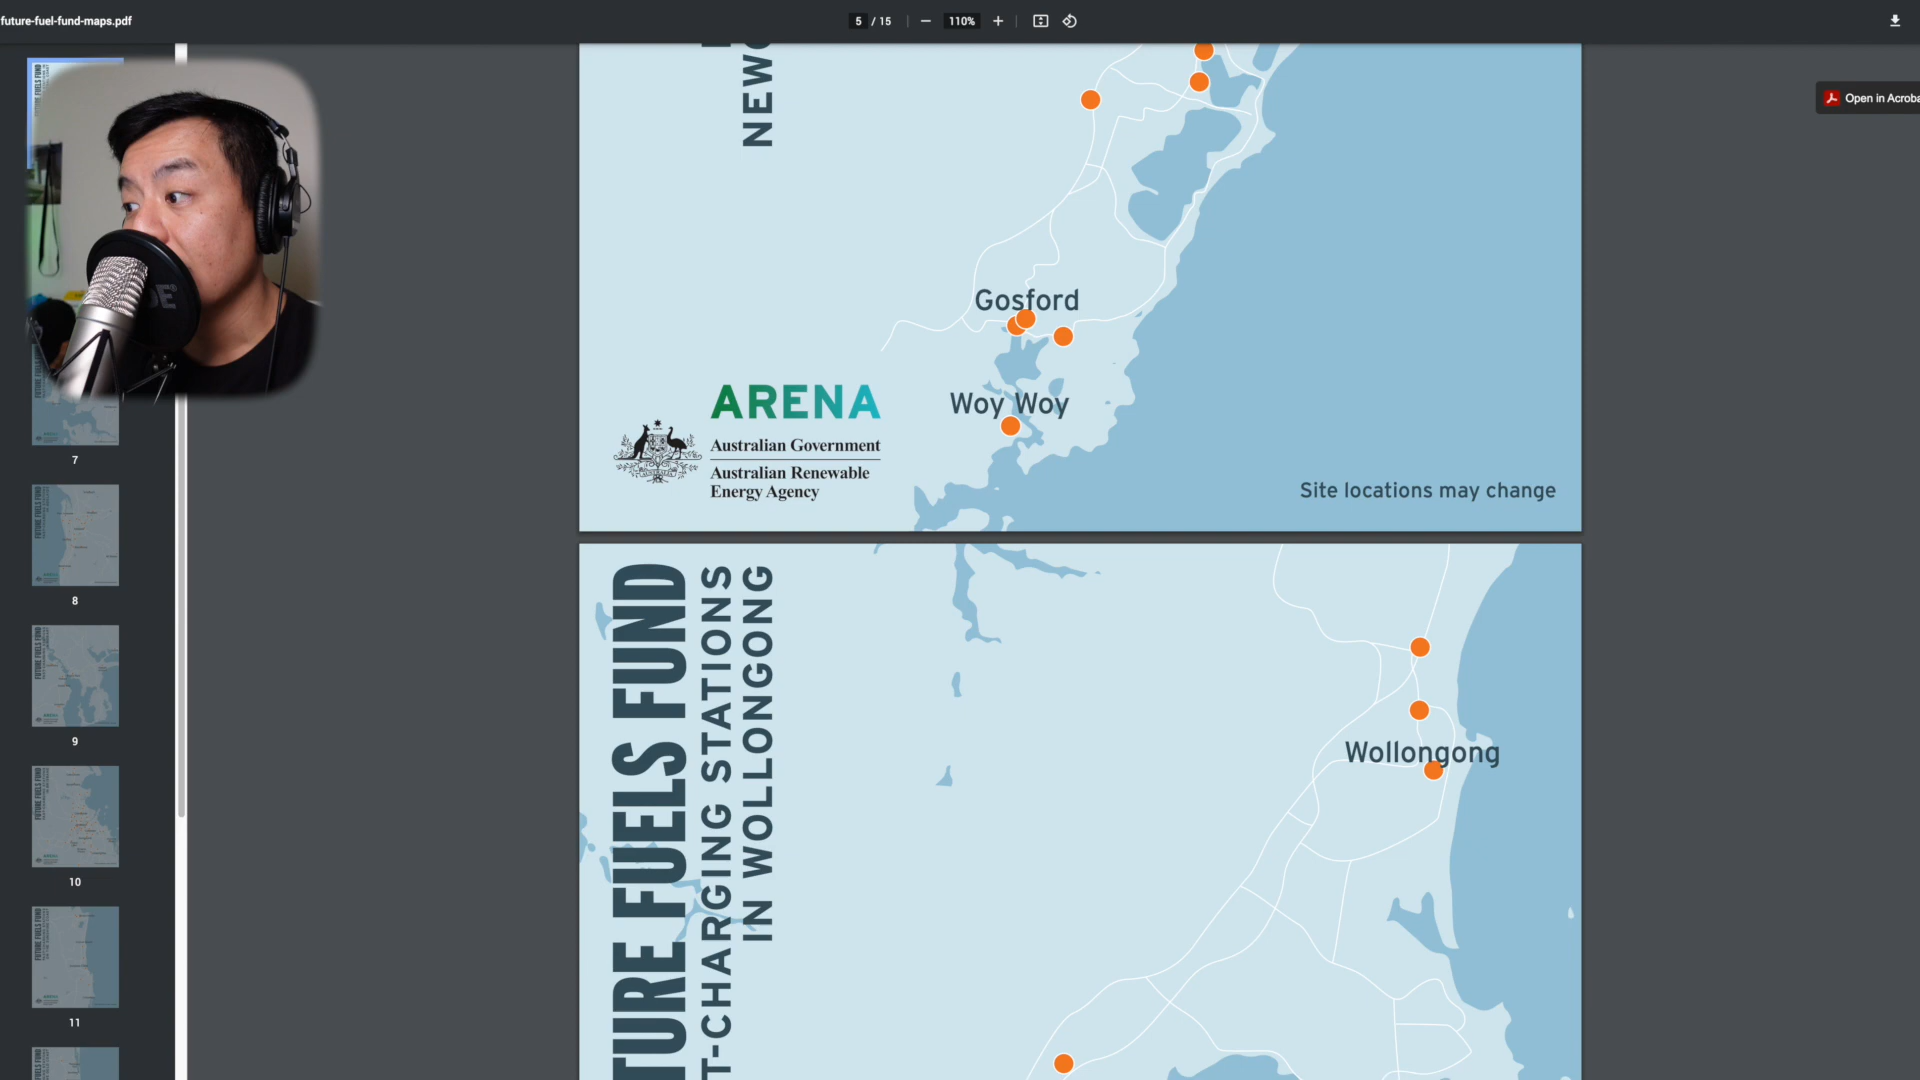 future-fuel-fund-maps.pdf
5 / 15
110%
Open in Acroba
NEWC
Gosford
Woy Woy
ARENA
Australian Government
Australian Renewable
Energy Agency
Site locations may change
TURE FUELS FUND
T-CHARGING STATIONS
IN WOLLONGONG
Wollongong
7
8
9
10
11